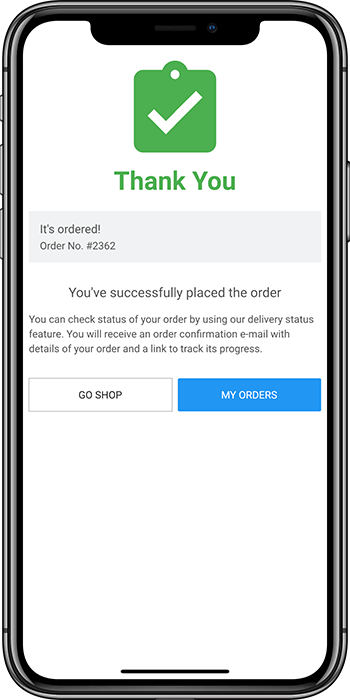 Thank You
It's ordered!
Order No. #2362
You've successfully placed the order
You can check status of your order by using our delivery status
feature. You will receive an order confirmation e-mail with
details of your order and a link to track its progress.
GO SHOP
MY ORDERS